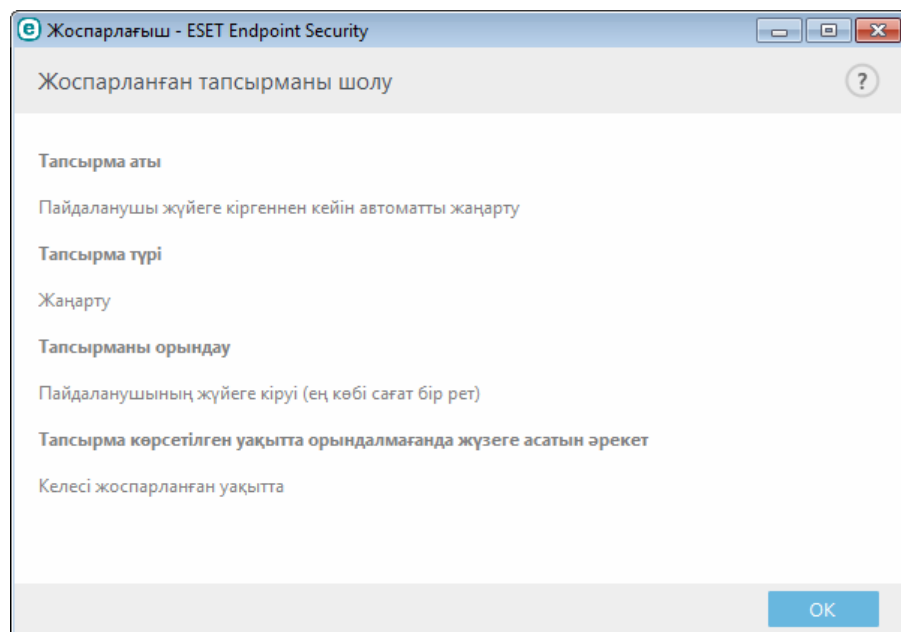 Жоспарлағыш - ESET Endpoint Security
Жоспарланған тапсырманы шолу
?
Тапсырма аты
Пайдаланушы жүйеге кіргеннен кейін автоматты жаңарту
Тапсырма түрі
Жаңарту
Тапсырманы орындау
Пайдаланушының жүйеге кіруі (ең көбі сағат бір рет)
Тапсырма көрсетілген уақытта орындалмағанда жүзеге асатын әрекет
Келесі жоспарланған уақытта
OK